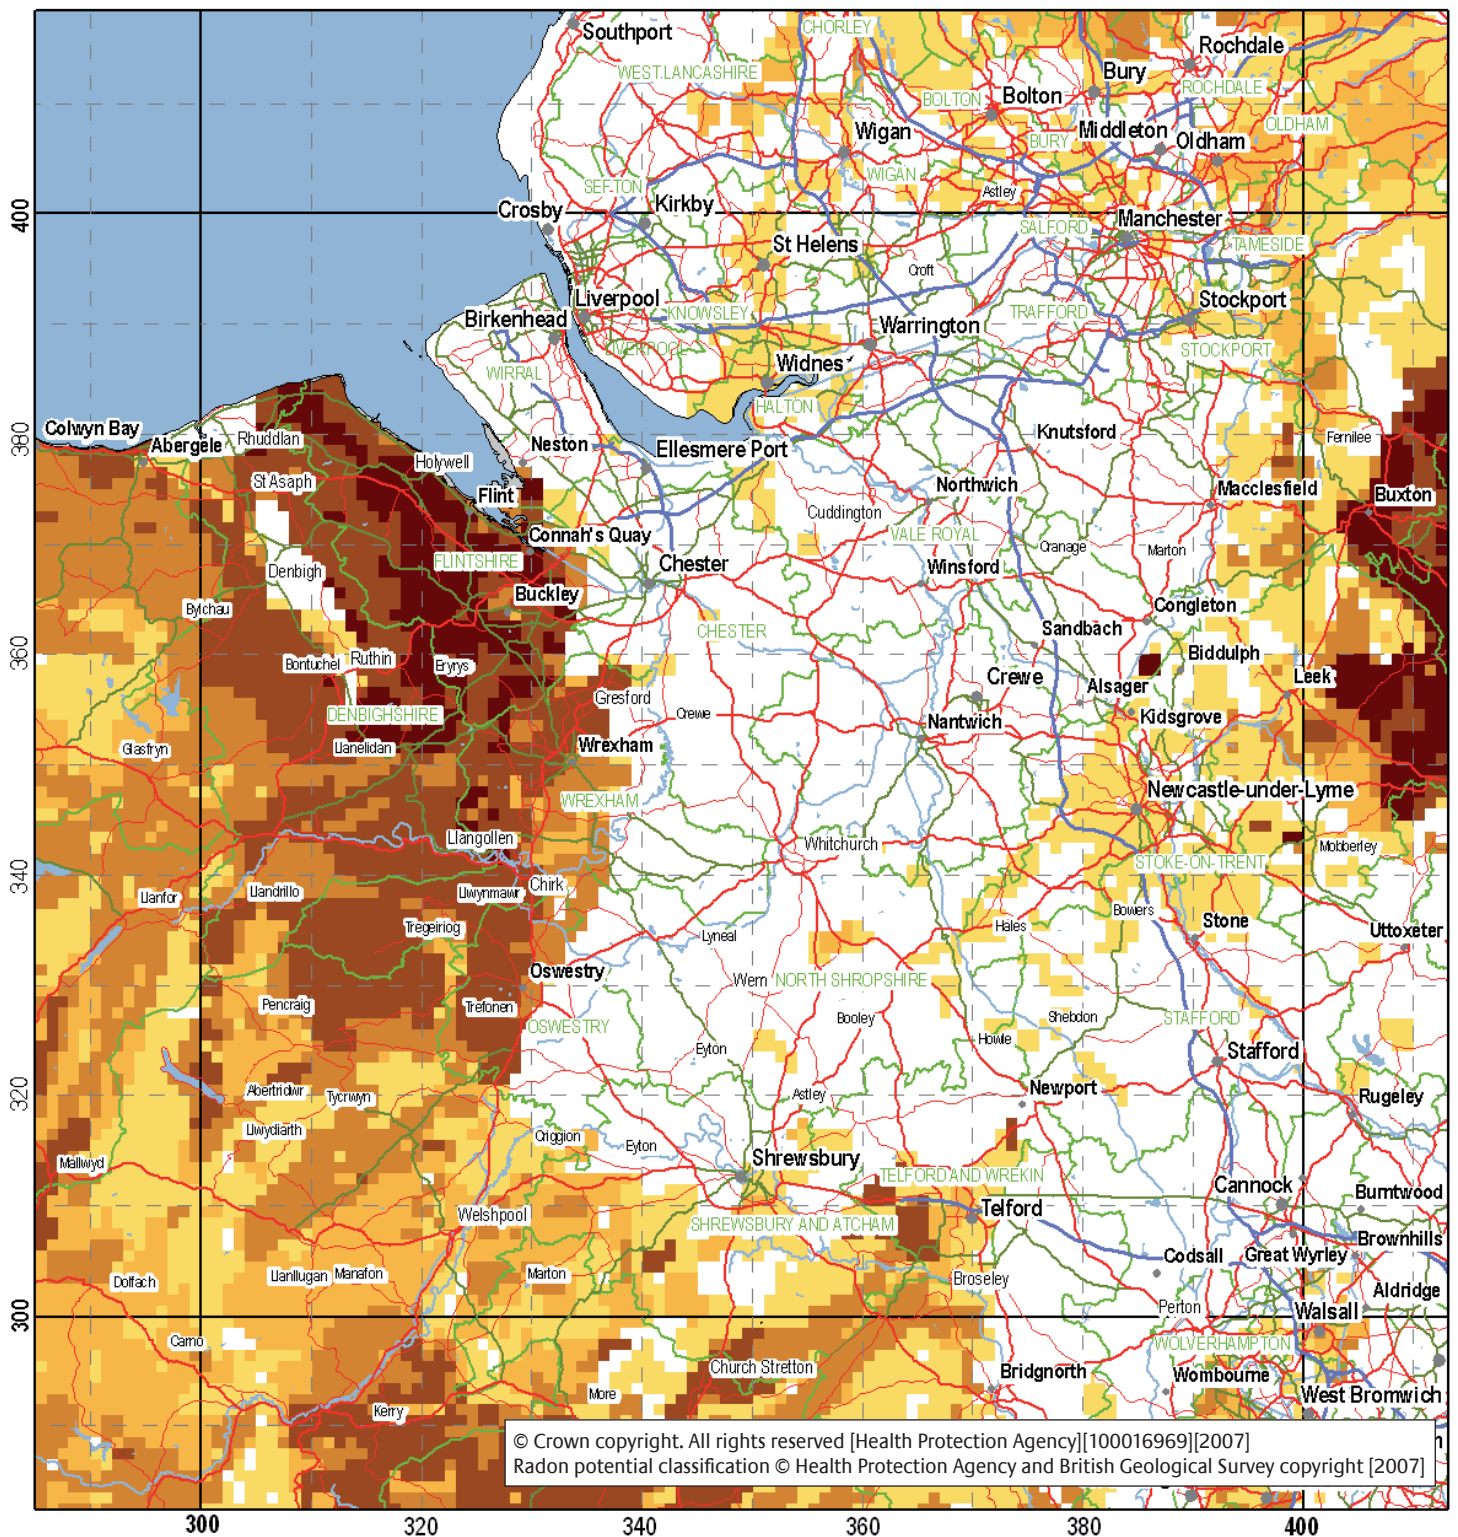 Southport
CHORLEY
Rochdale
WEST LANCASHIRE
Bury
BOLTON
Bolton
ROCHDALE
Wigan
Middleton
Oldham
OLDHAM
BURY
WIGAN
SEFTON
Astley
Crosby
Kirkby
400
Manchester
SALFORD
TAMESIDE
St Helens
Croft
Liverpool
Stockport
Birkenhead
KNOWSLEY
TRAFFORD
Warrington
LIVERPOOL
STOCKPORT
Widnes
WIRRAL
HALTON
Colwyn Bay
380
Abergele
Rhuddlan
Neston
Knutsford
Fernilee
Ellesmere Port
Holywell
St Asaph
Flint
Northwich
Macclesfield
Buxton
Cuddington
Connah's Quay
VALE ROYAL
Cranage
Marton
FLINTSHIRE
Chester
Denbigh
Winsford
Buckley
Bylchau
Congleton
CHESTER
Sandbach
360
Bontuchel
Ruthin
Eryrys
Biddulph
Crewe
Leek
Gresford
Alsager
DENBIGHSHIRE
Crewe
Nantwich
Kidsgrove
Glasfryn
Llanelidan
Wrexham
Newcastle-under-Lyme
WREXHAM
Llangollen
Whitchurch
Mobberley
STOKE-ON-TRENT
340
Llanfor
Llandrillo
Llwynmawr
Chirk
Bowers
Tregeiriog
Hales
Stone
Uttoxeter
Lyneal
Oswestry
Wern
NORTH SHROPSHIRE
Pencraig
Trefonen
OSWESTRY
Booley
Shebdon
STAFFORD
Howle
Eyton
Stafford
320
Abertridwr
Tycrwyn
Astley
Newport
Rugeley
Llwydiarth
Criggion
Eyton
Mallwyd
Shrewsbury
TELFORD AND WREKIN
Cannock
Burntwood
Welshpool
Telford
SHREWSBURY AND ATCHAM
Brownhills
Codsall
Great Wyrley
Dolfach
Llanllugan
Manafon
Marton
Broseley
Aldridge
300
Perton
Walsall
Carno
WOLVERHAMPTON
Church Stretton
Bridgnorth
Wombourne
More
West Bromwich
Kerry
© Crown copyright. All rights reserved [Health Protection Agency][100016969][2007]
Radon potential classification © Health Protection Agency and British Geological Survey copyright [2007]
300
320
340
360
380
400